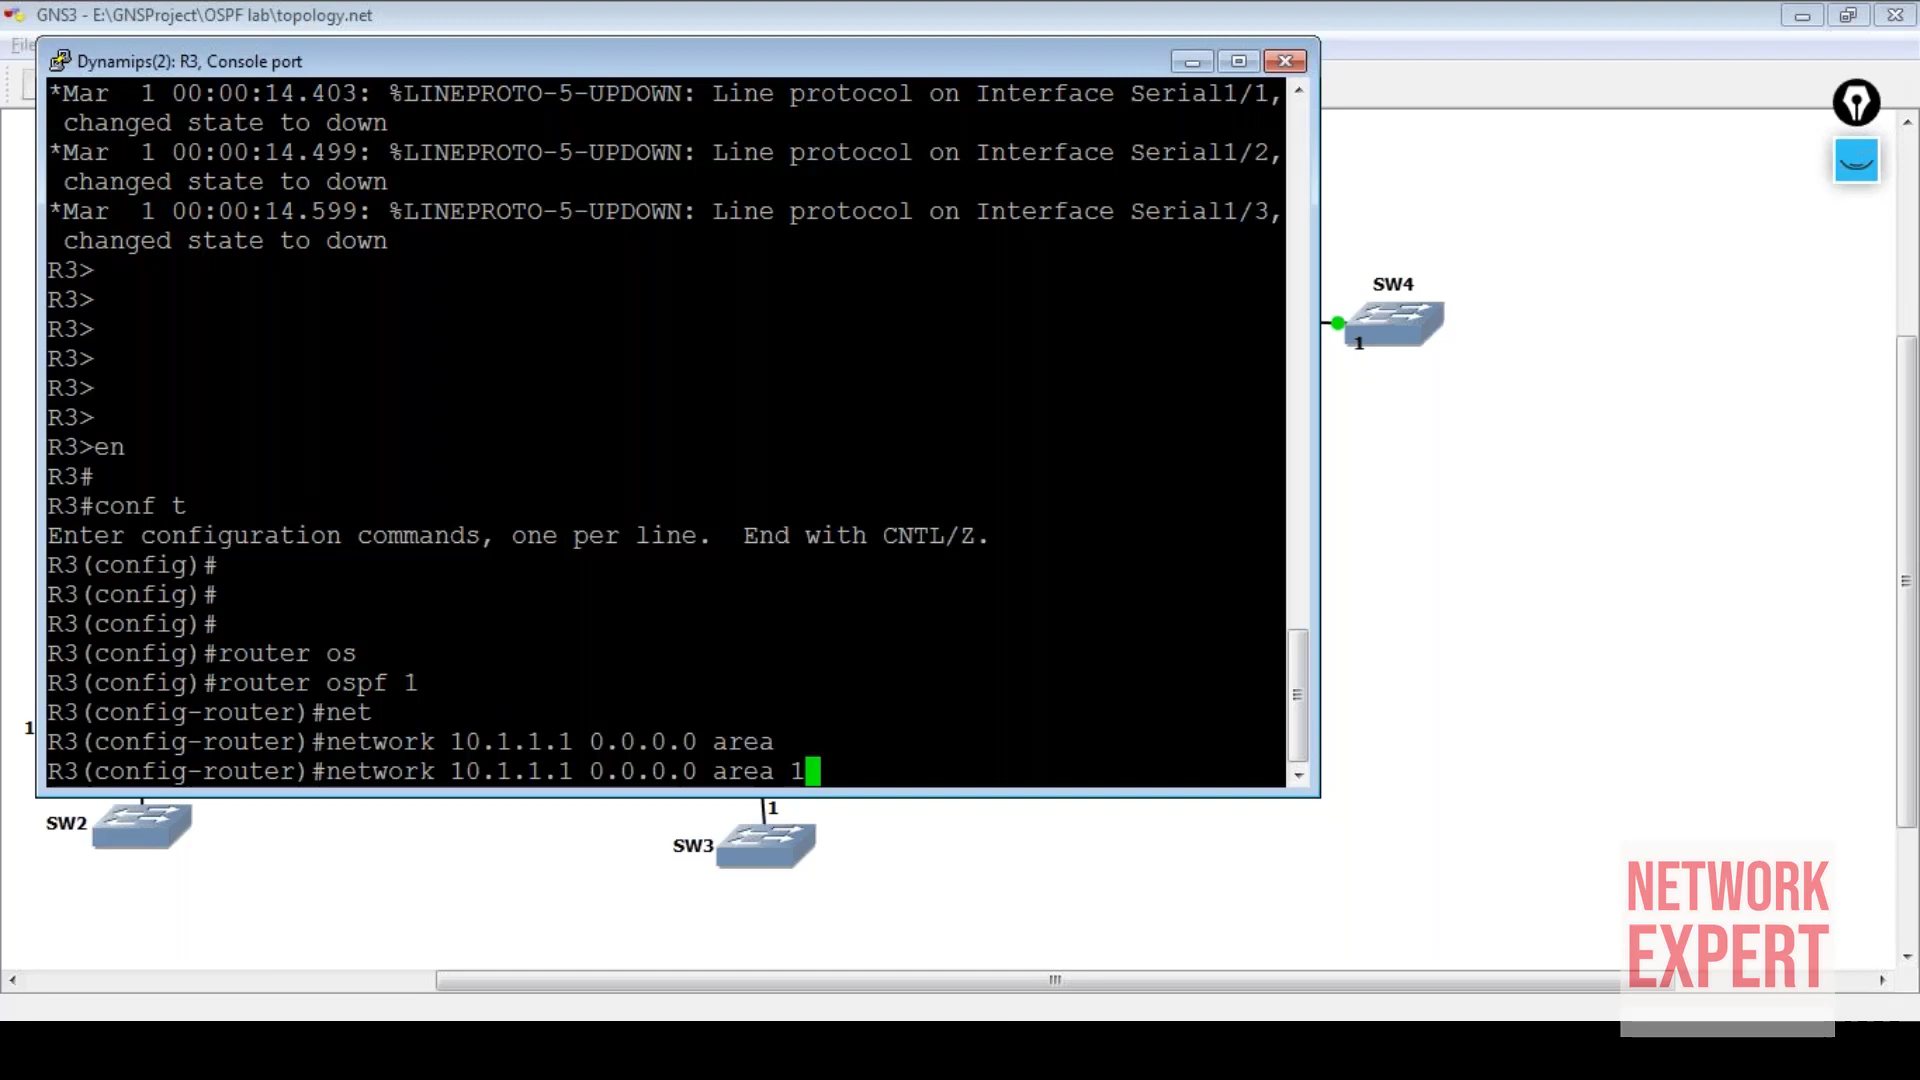 GNS3 - E:\GNSProject\OSPF lab\topology.net
Dynamips(2): R3, Console port
*Mar  1 00:00:14.403: %LINEPROTO-5-UPDOWN: Line protocol on Interface Serial1/1,
 changed state to down
*Mar  1 00:00:14.499: %LINEPROTO-5-UPDOWN: Line protocol on Interface Serial1/2,
 changed state to down
*Mar  1 00:00:14.599: %LINEPROTO-5-UPDOWN: Line protocol on Interface Serial1/3,
 changed state to down
R3>
R3>
R3>
R3>
R3>
R3>
R3>en
R3#
R3#conf t
Enter configuration commands, one per line.  End with CNTL/Z.
R3(config)#
R3(config)#
R3(config)#
R3(config)#router os
R3(config)#router ospf 1
R3(config-router)#net
R3(config-router)#network 10.1.1.1 0.0.0.0 area
R3(config-router)#network 10.1.1.1 0.0.0.0 area 1
SW4
1
1
SW2
1
SW3
NETWORK
EXPERT